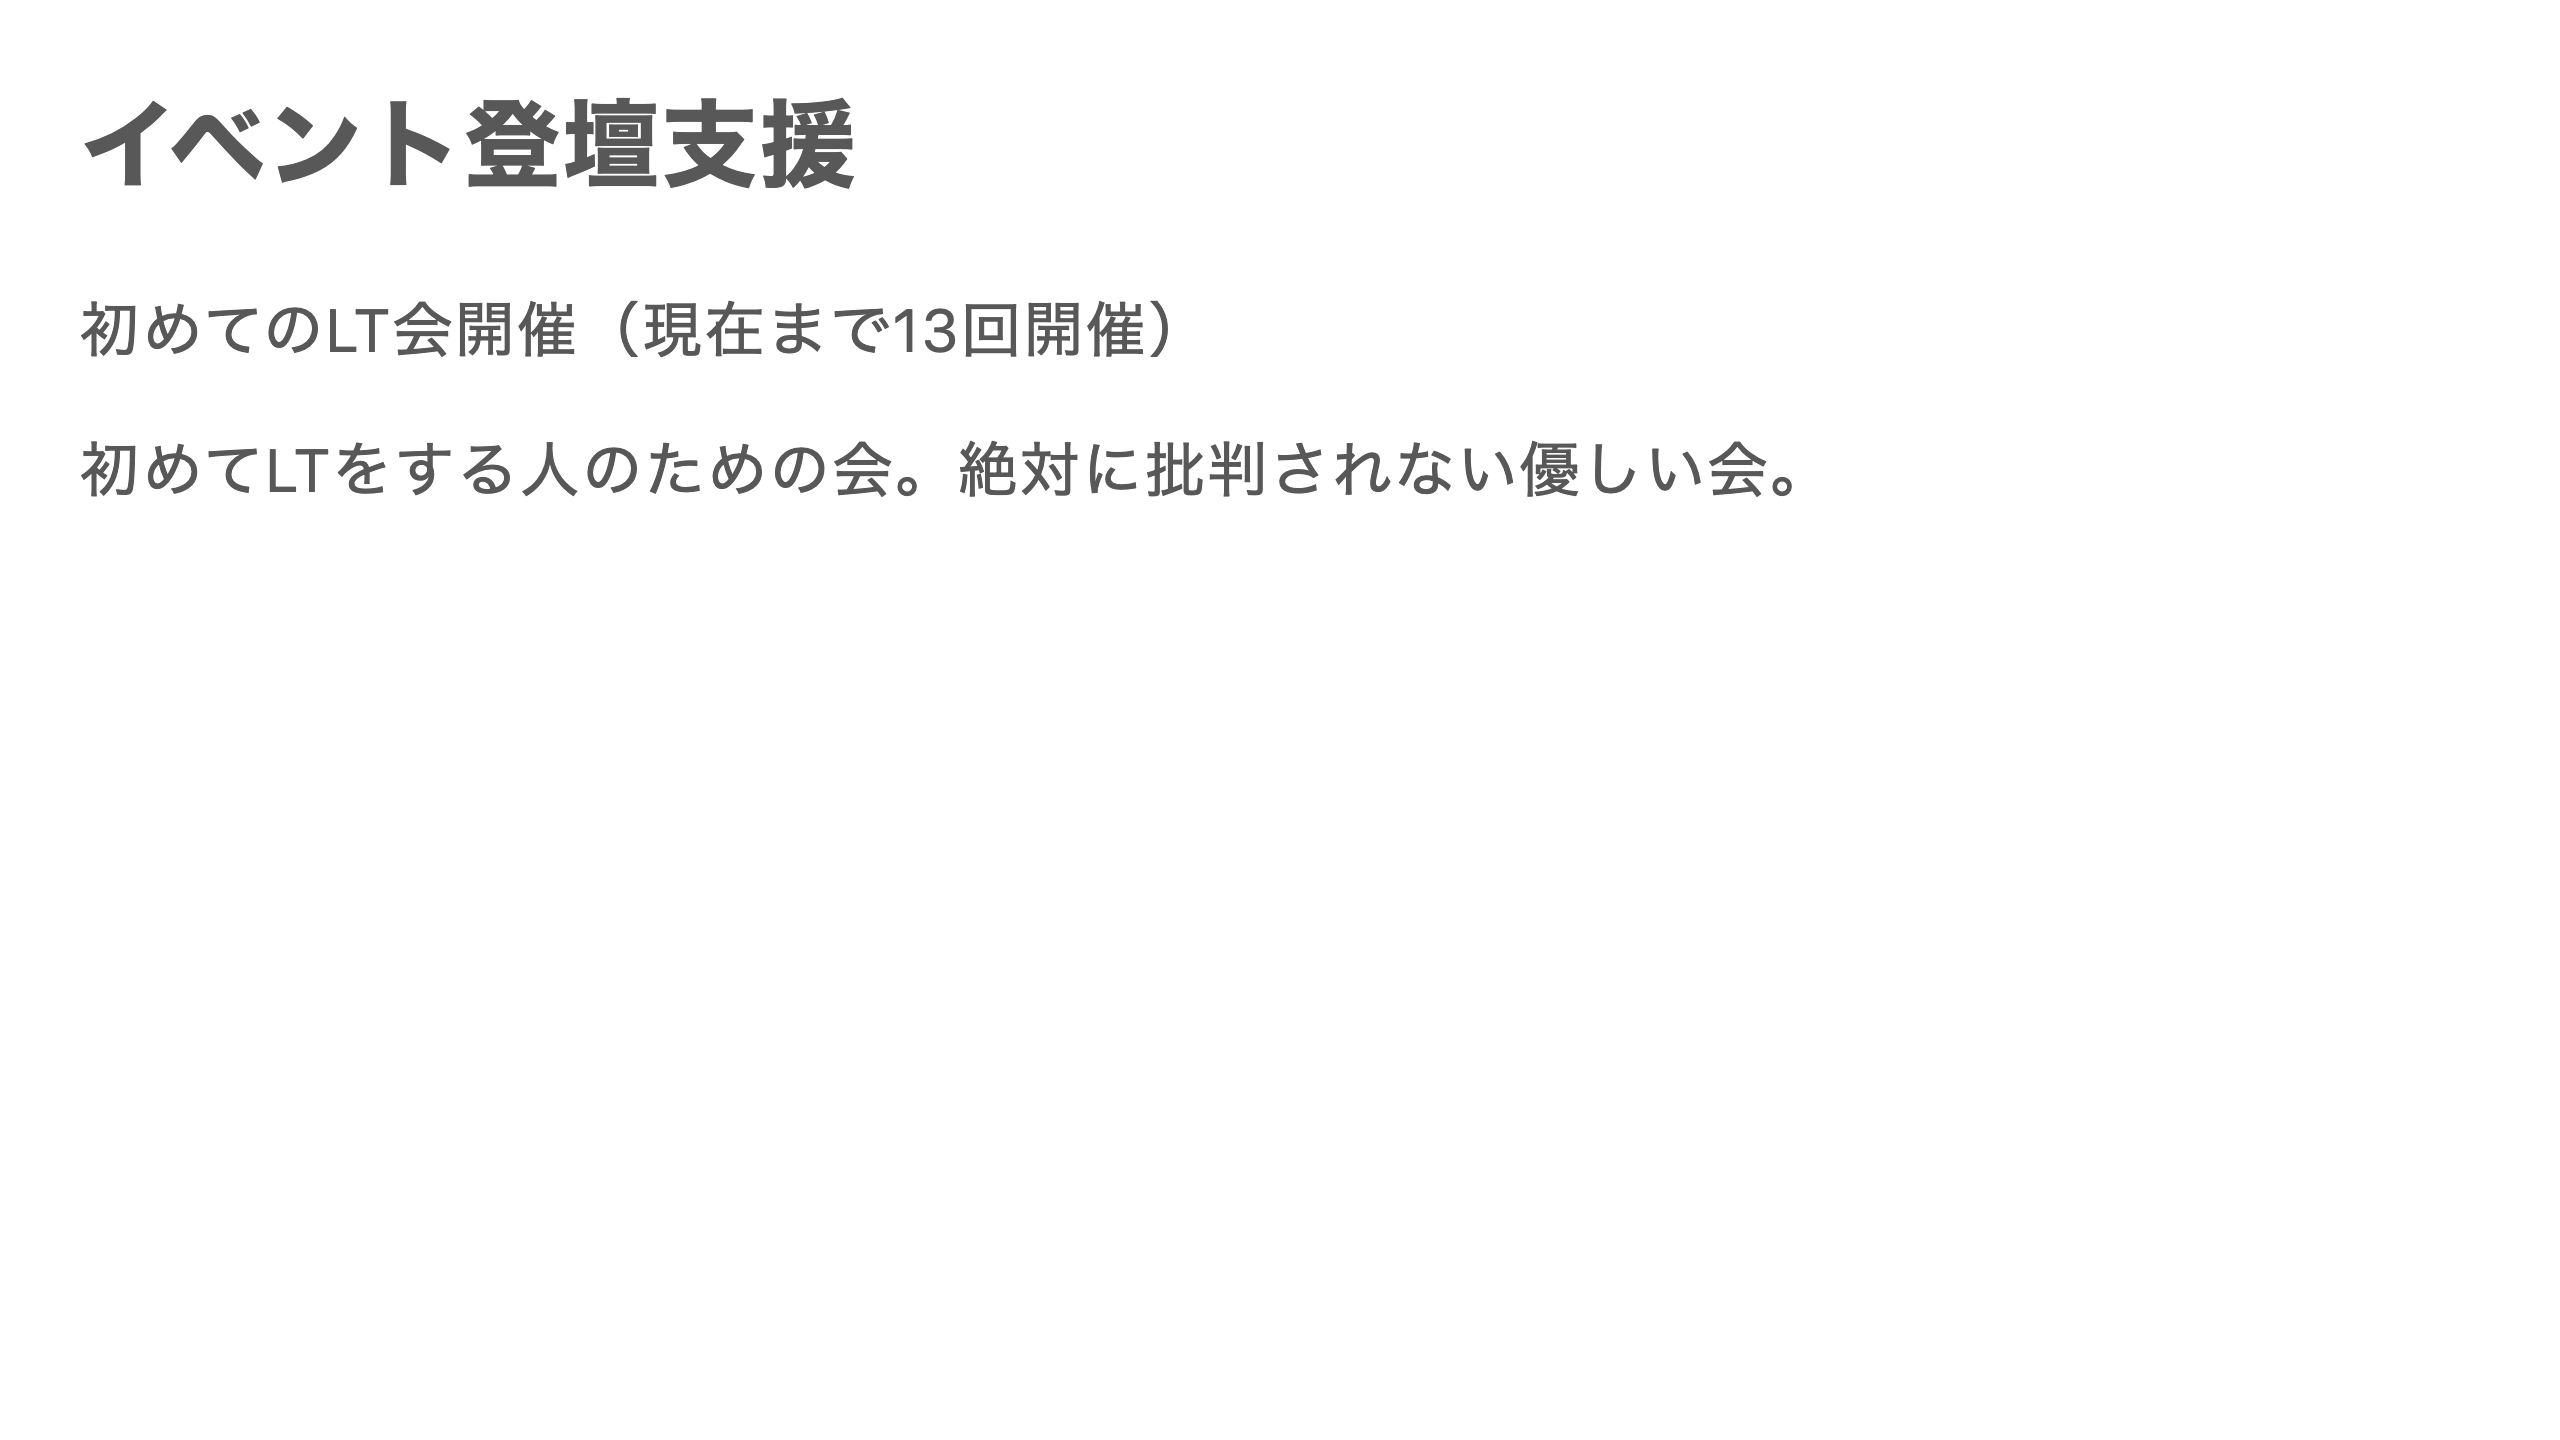 イベント登壇支援
初めてのLT会開催（現在まで13回開催）
初めてLTをする人のための会。絶対に批判されない優しい会。